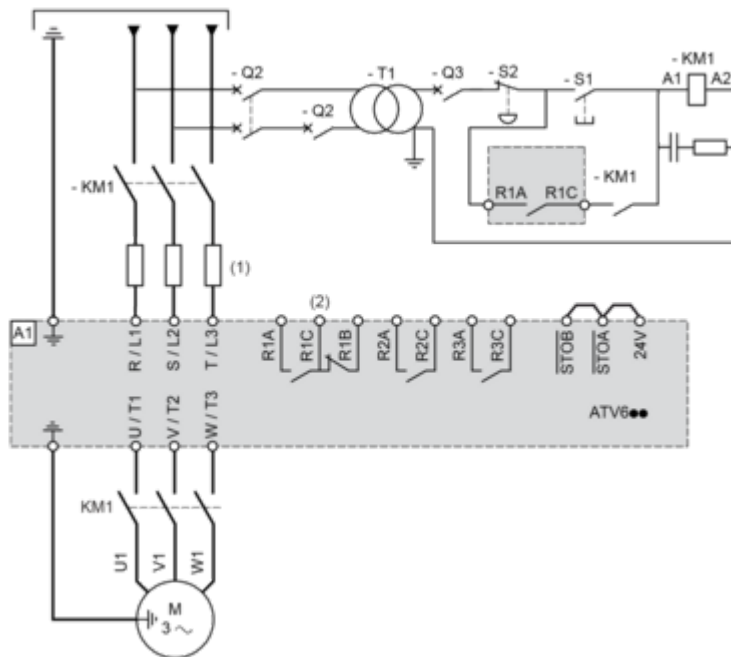 - Q2
- T1
- Q3
- S2
- S1
- KM1
A1
A2
- Q2
R1A
R1C
- KM1
- KM1
(1)
(2)
A1
R / L1
S / L2
T / L3
R1A
R1C
R1B
R2A
R2C
R3A
R3C
STOB
STOA
24V
U / T1
V / T2
W / T3
ATV6●●
KM1
U1
V1
W1
M
3 ~